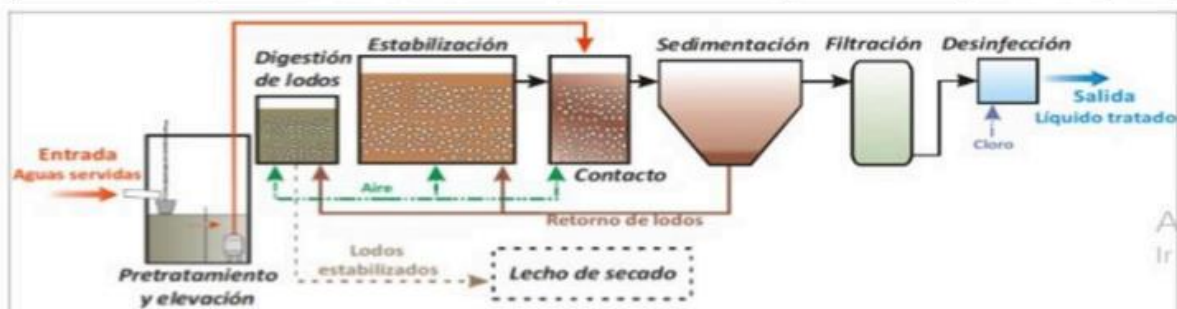 Estabilización
Sedimentación
Filtración
Desinfección
Digestión
de lodos
Entrada
Aguas servidas
Salida
Líquido tratado
Cloro
Aire
Contacto
Retorno de lodos
Pretratamiento
y elevación
Lodos
estabilizados
Lecho de secado
A
Ir